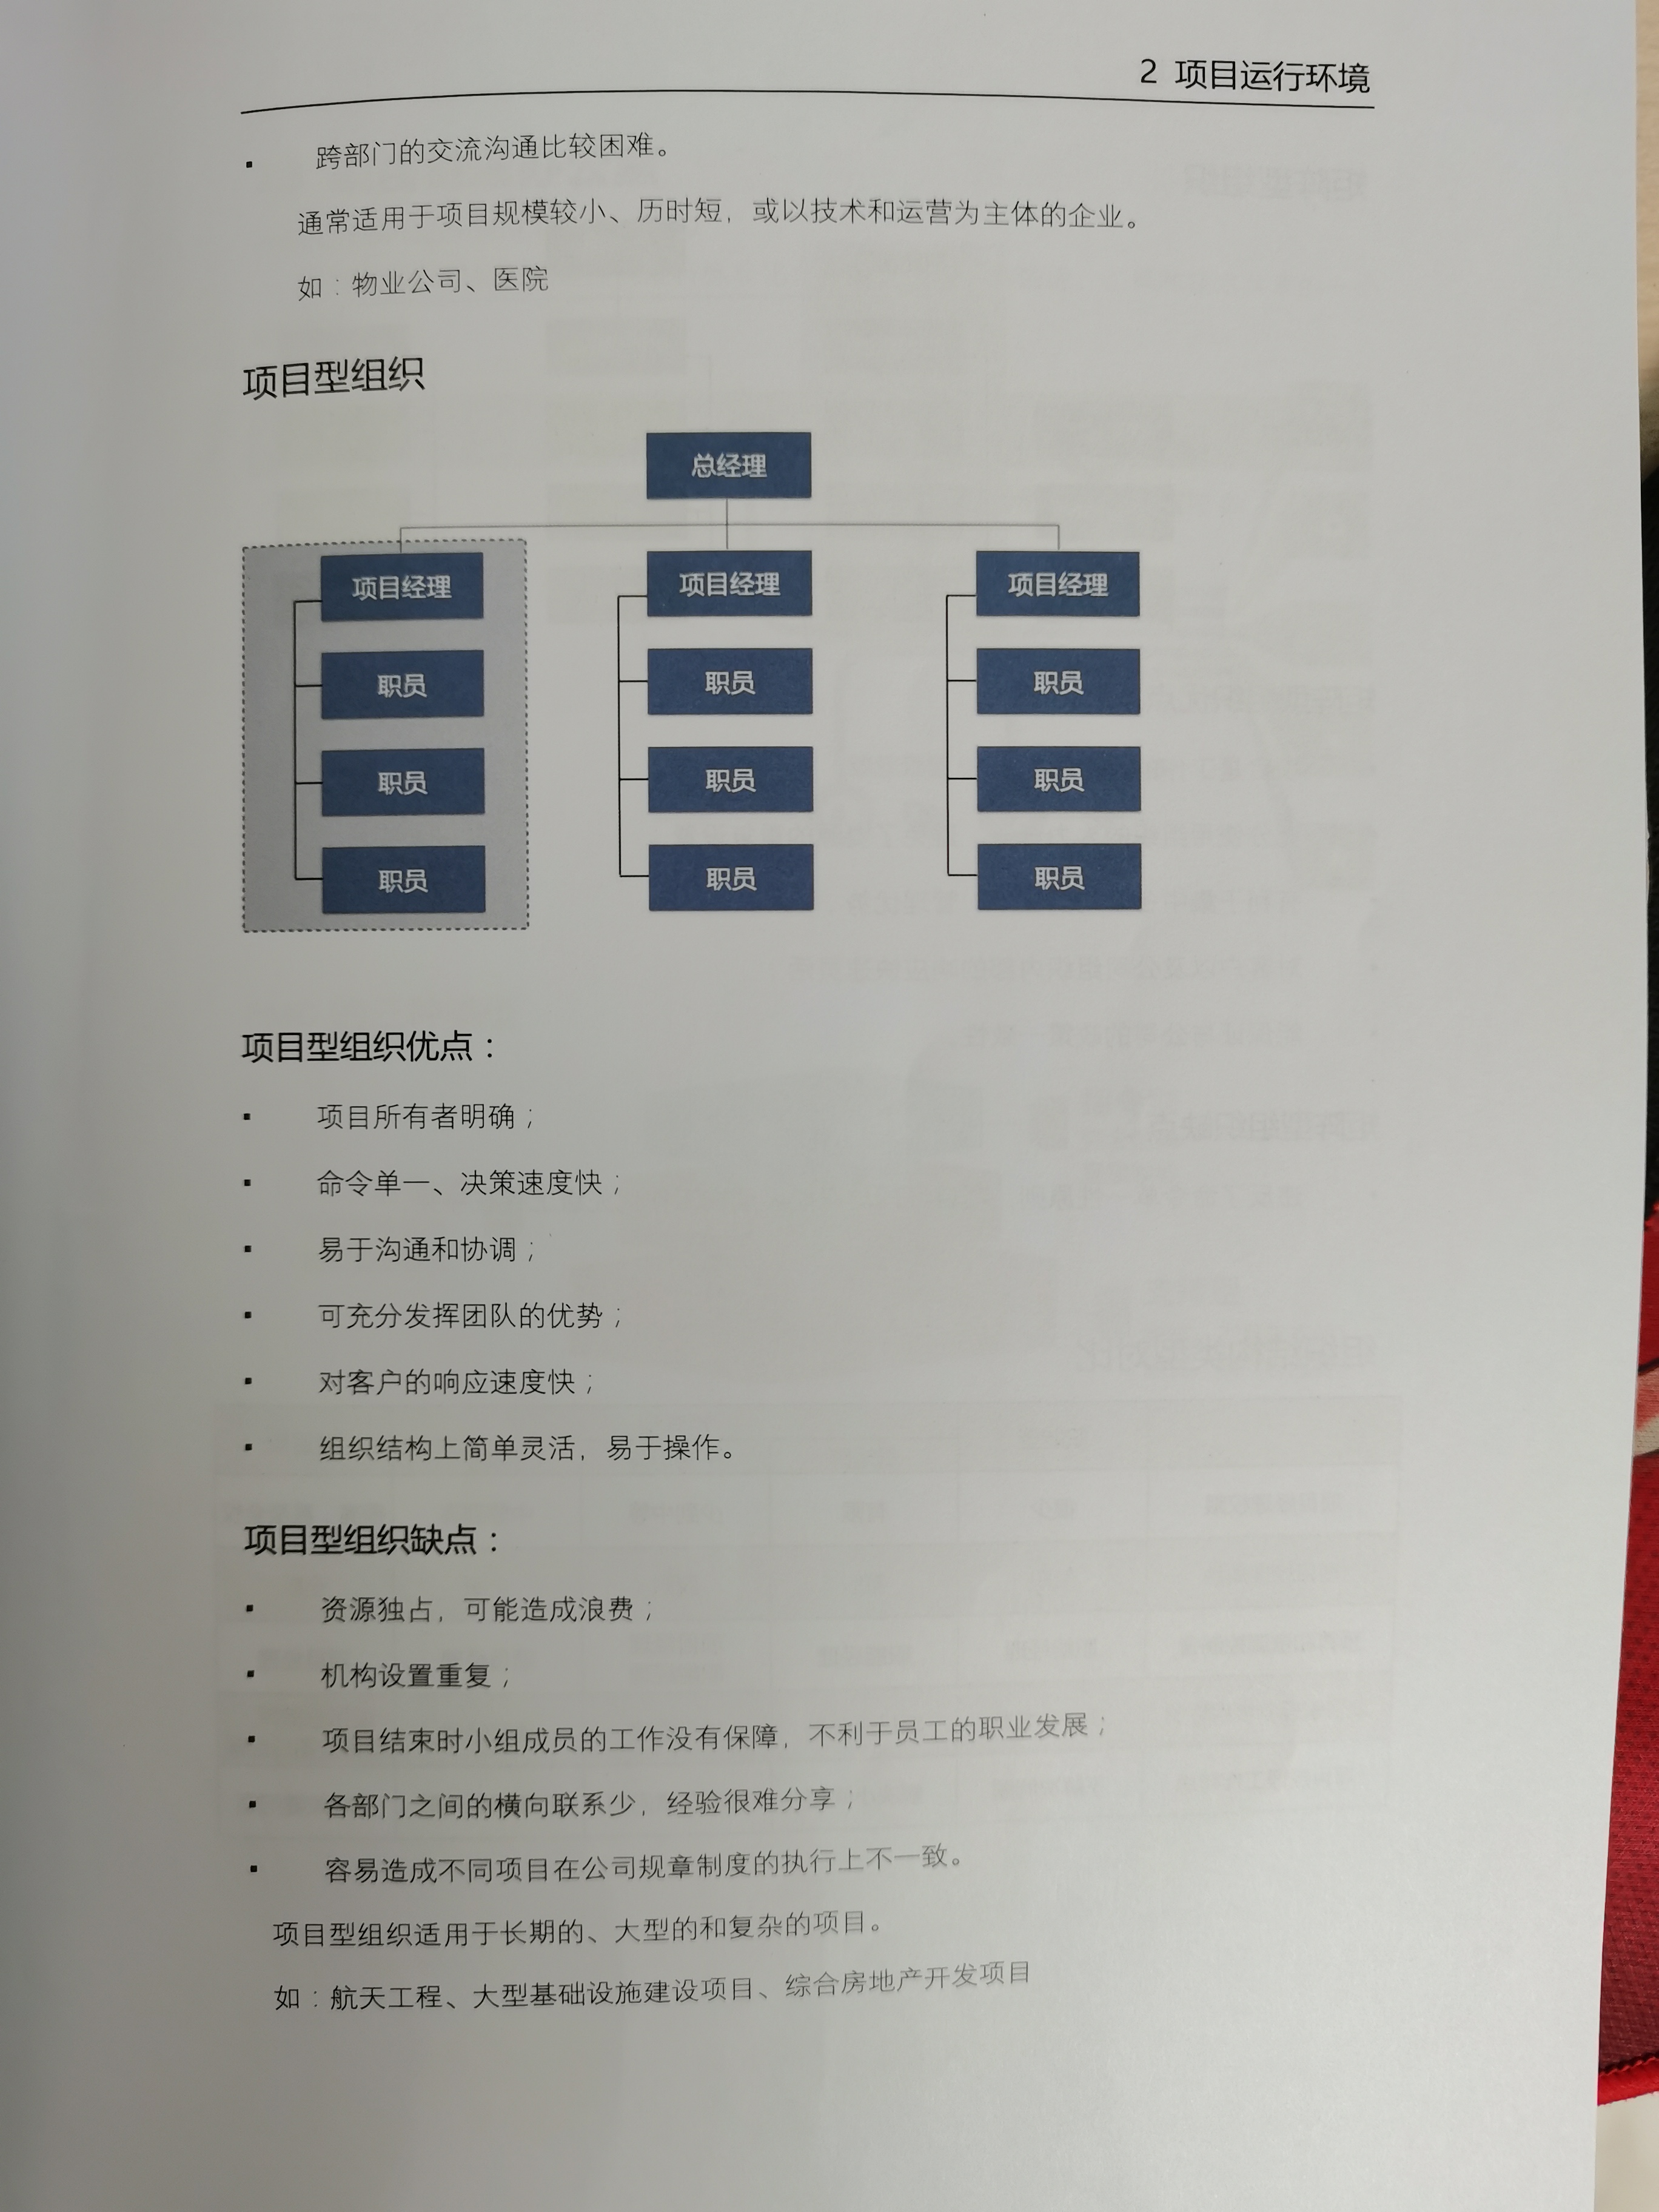 2 项目运行环境
▪ 跨部门的交流沟通比较困难。
通常适用于项目规模较小、历时短，或以技术和运营为主体的企业。
如：物业公司、医院
项目型组织
总经理
项目经理 项目经理 项目经理
职员 职员 职员
职员 职员 职员
职员 职员 职员
项目型组织优点：
▪ 项目所有者明确；
▪ 命令单一、决策速度快；
▪ 易于沟通和协调；
▪ 可充分发挥团队的优势；
▪ 对客户的响应速度快；
▪ 组织结构上简单灵活，易于操作。
项目型组织缺点：
▪ 资源独占，可能造成浪费；
▪ 机构设置重复；
▪ 项目结束时小组成员的工作没有保障，不利于员工的职业发展；
▪ 各部门之间的横向联系少，经验很难分享；
▪ 容易造成不同项目在公司规章制度的执行上不一致。
项目型组织适用于长期的、大型的和复杂的项目。
如：航天工程、大型基础设施建设项目、综合房地产开发项目